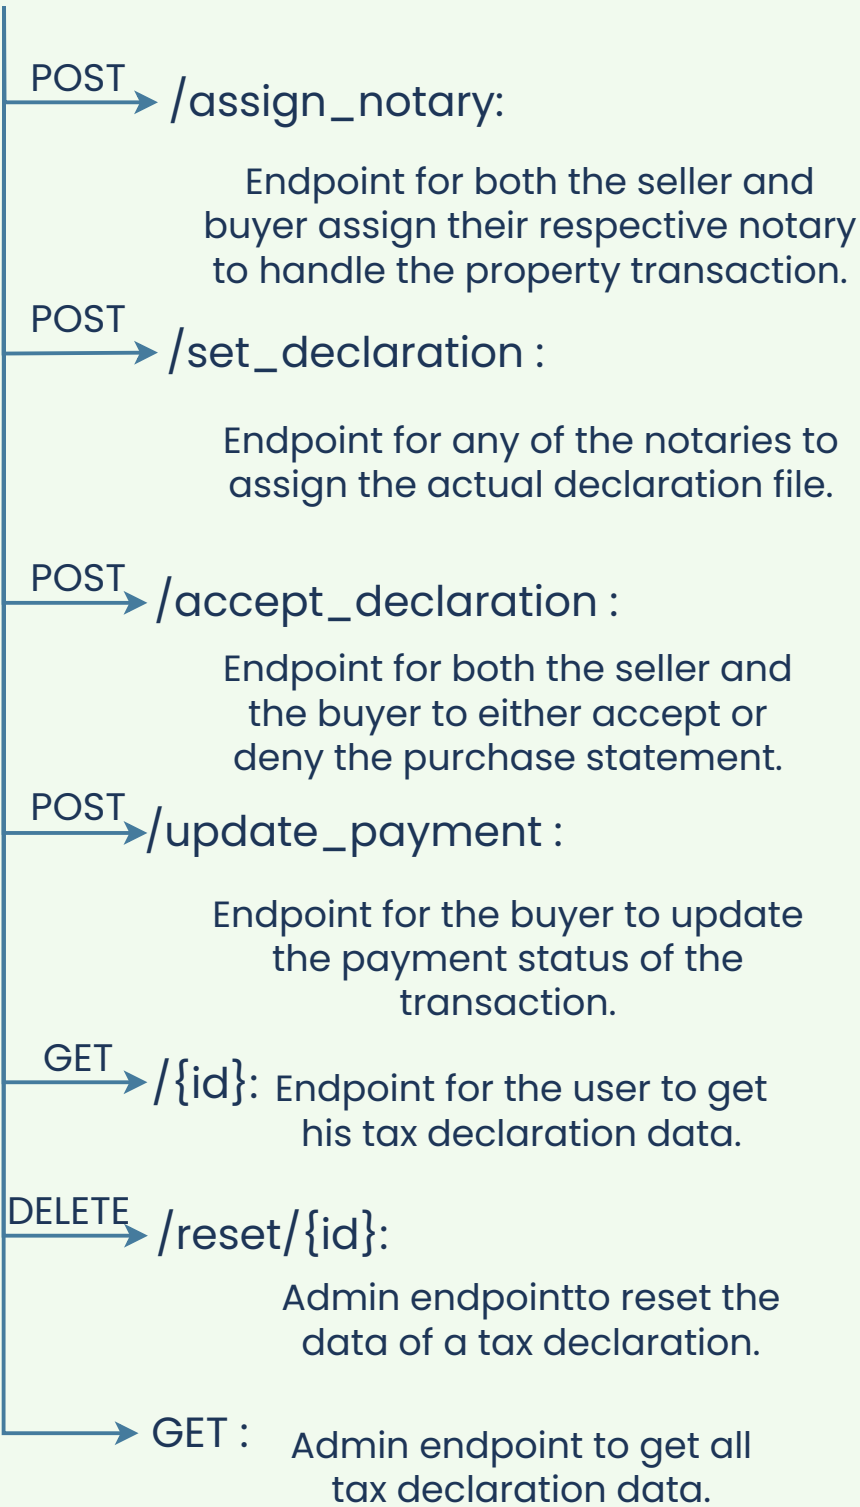 POST
/assign_notary:
Endpoint for both the seller and
buyer assign their respective notary
to handle the property transaction.
POST
/set_declaration :
Endpoint for any of the notaries to
assign the actual declaration file.
POST
/accept_declaration :
Endpoint for both the seller and
the buyer to either accept or
deny the purchase statement.
POST
/update_payment :
Endpoint for the buyer to update
the payment status of the
transaction.
GET
/{id}: Endpoint for the user to get
his tax declaration data.
DELETE
/reset/{id}:
Admin endpointto reset the
data of a tax declaration.
GET : Admin endpoint to get all
tax declaration data.